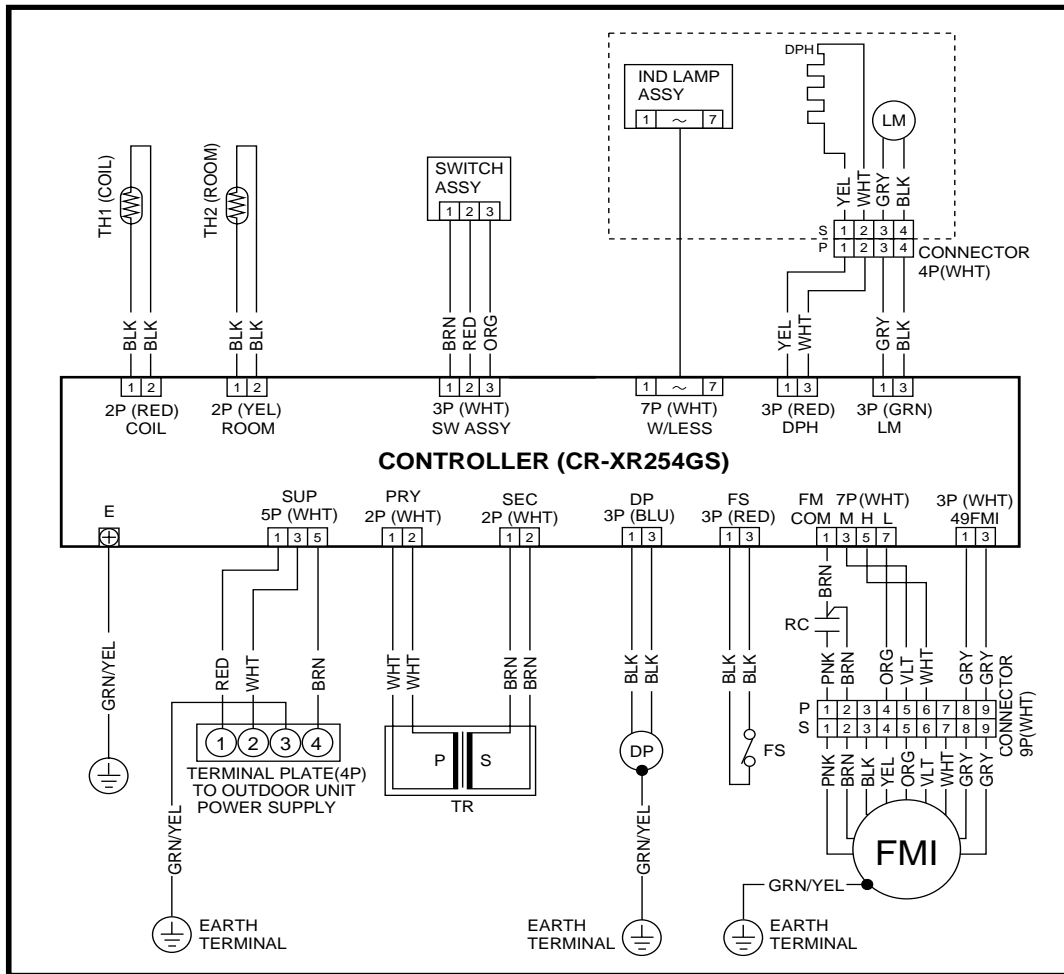 DPH
IND LAMP
ASSY
1 ~ 7
LM
TH1 (COIL)
TH2 (ROOM)
SWITCH
ASSY
1 2 3
YEL
WHT
GRY
BLK
S 1 2 3 4
P 1 2 3 4
CONNECTOR
4P(WHT)
BLK
BLK
BLK
BLK
BRN
RED
ORG
YEL
WHT
GRY
BLK
1 2
1 2
1 2 3
1 ~ 7
1 3
1 3
2P (RED)
COIL
2P (YEL)
ROOM
3P (WHT)
SW ASSY
7P (WHT)
W/LESS
3P (RED)
DPH
3P (GRN)
LM
CONTROLLER (CR-XR254GS)
E
SUP
5P (WHT)
PRY
2P (WHT)
SEC
2P (WHT)
DP
3P (BLU)
FS
3P (RED)
FM 7P(WHT)
COM M H L
3P (WHT)
49FMI
1 3 5
1 2
1 2
1 3
1 3
1 3 5 7
1 3
GRN/YEL
RED
WHT
BRN
WHT
WHT
BRN
BRN
BLK
BLK
BLK
BLK
BRN
RC
PNK
BRN
ORG
VLT
WHT
GRY
GRY
P 1 2 3 4 5 6 7 8 9
S 1 2 3 4 5 6 7 8 9
CONNECTOR
9P(WHT)
1 2 3 4
TERMINAL PLATE(4P)
TO OUTDOOR UNIT
POWER SUPPLY
P S
TR
DP
FS
PNK
BRN
BLK
YEL
ORG
VLT
WHT
GRY
GRY
FMI
GRN/YEL
GRN/YEL
GRN/YEL
EARTH
TERMINAL
EARTH
TERMINAL
EARTH
TERMINAL